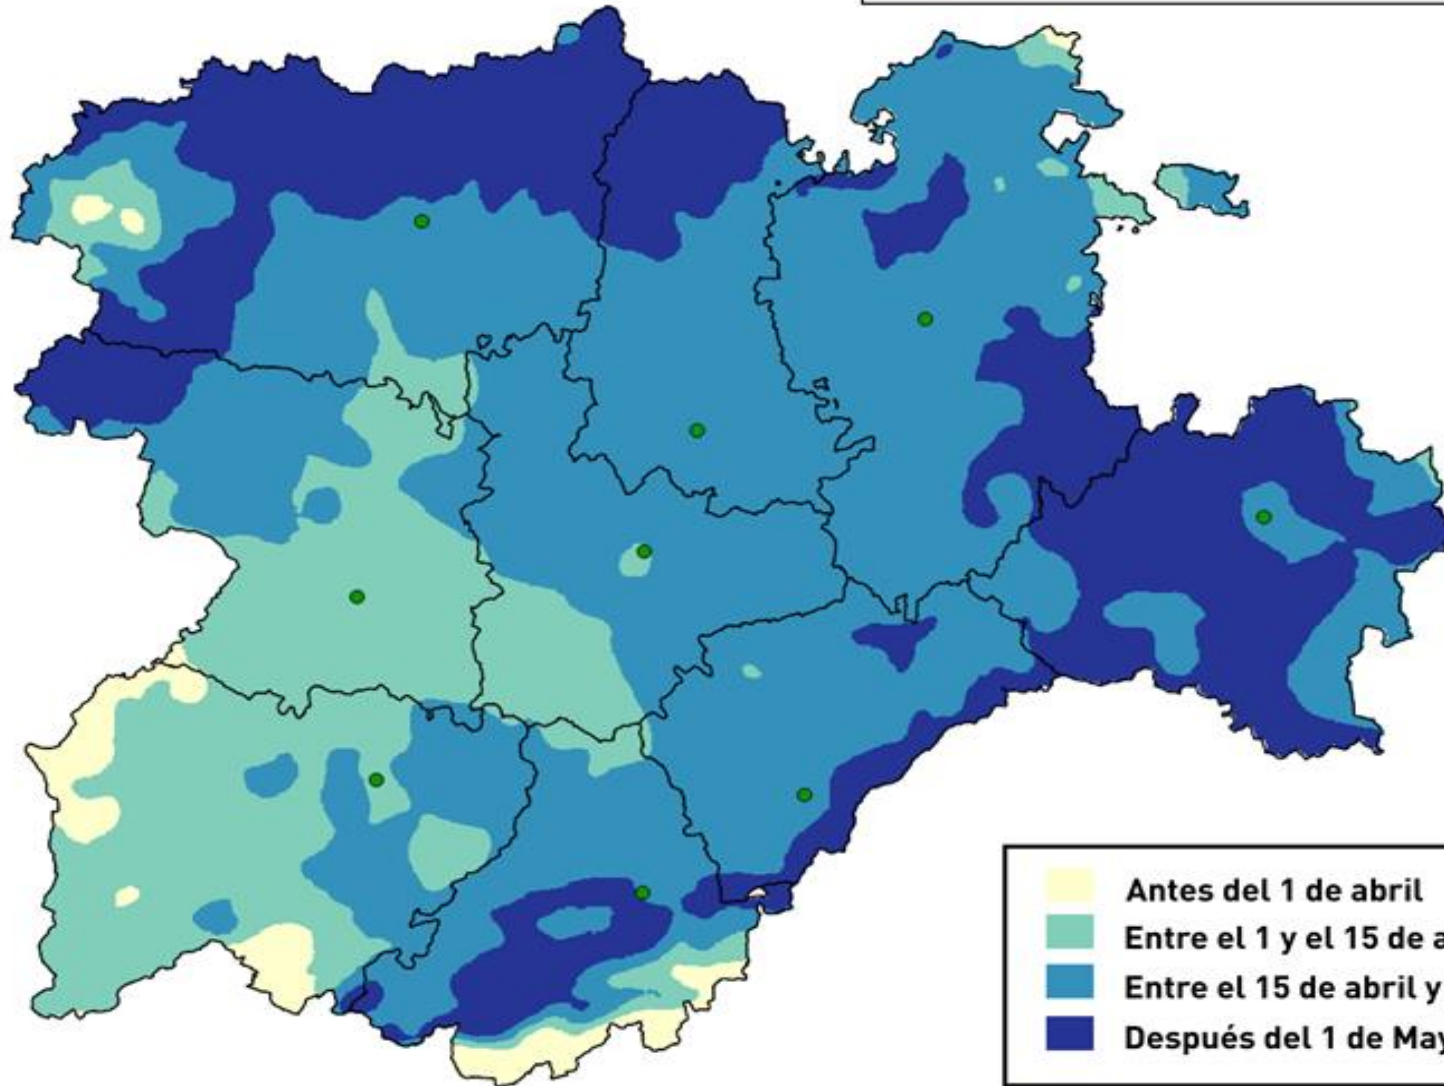 Antes del 1 de abril
Entre el 1 y el 15 de a
Entre el 15 de abril y
Después del 1 de May